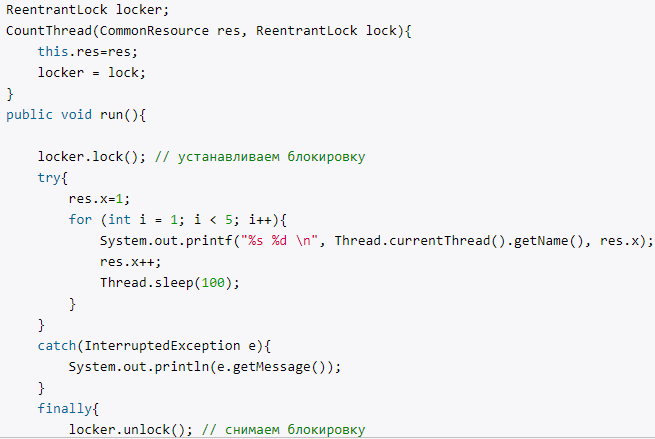 ReentrantLock locker;
CountThread(CommonResource res, ReentrantLock lock){
    this.res=res;
    locker = lock;
}
public void run(){

    locker.lock(); // устанавливаем блокировку
    try{
        res.x=1;
        for (int i = 1; i < 5; i++){
            System.out.printf("%s %d \n", Thread.currentThread().getName(), res.x);
            res.x++;
            Thread.sleep(100);
        }
    }
    catch(InterruptedException e){
        System.out.println(e.getMessage());
    }
    finally{
        locker.unlock(); // снимаем блокировку